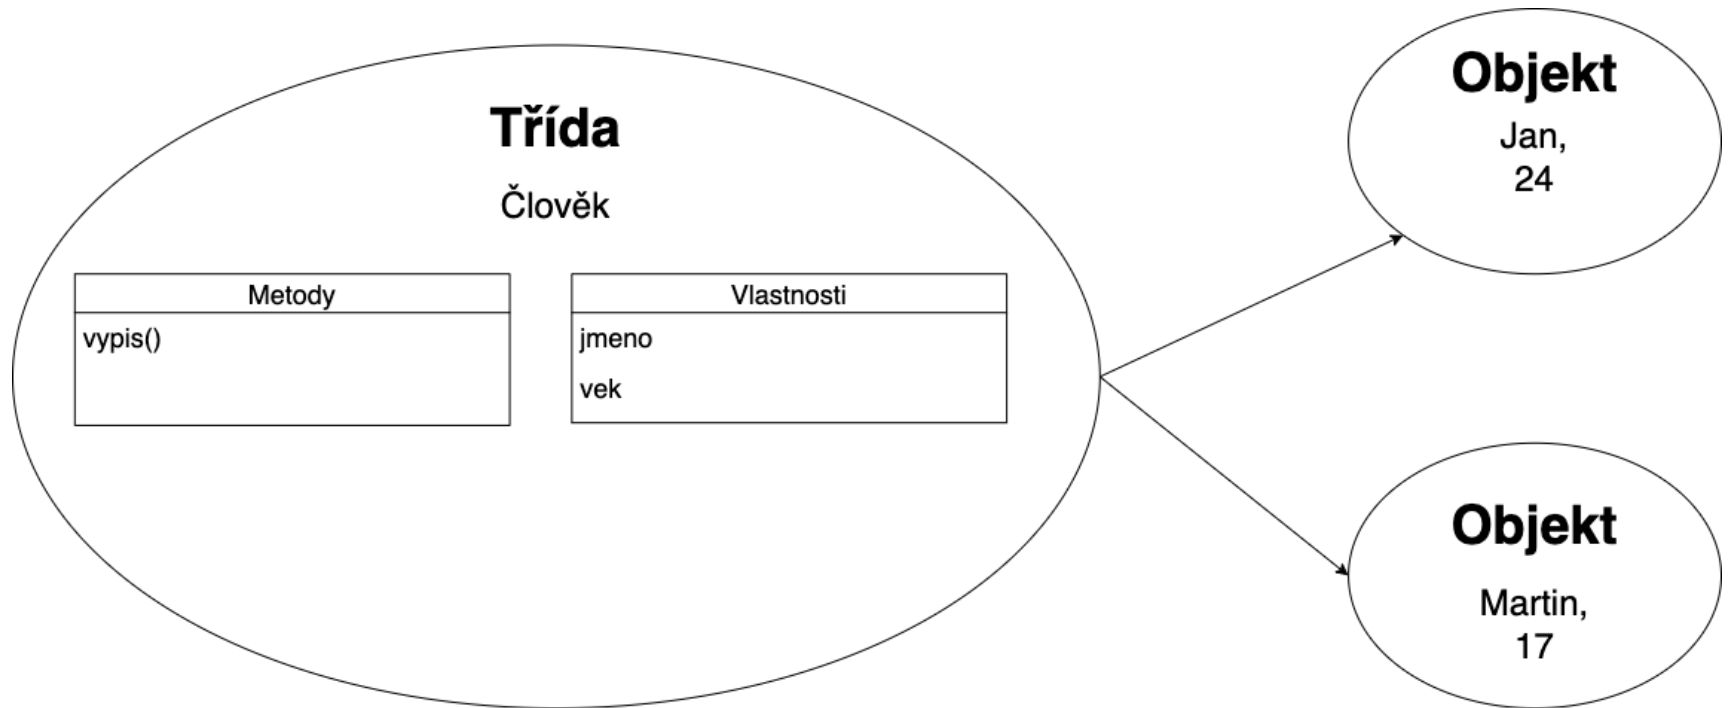 Třída
Člověk
Metody
vypis()
Vlastnosti
jmeno
vek
Objekt
Jan,
24
Objekt
Martin,
17